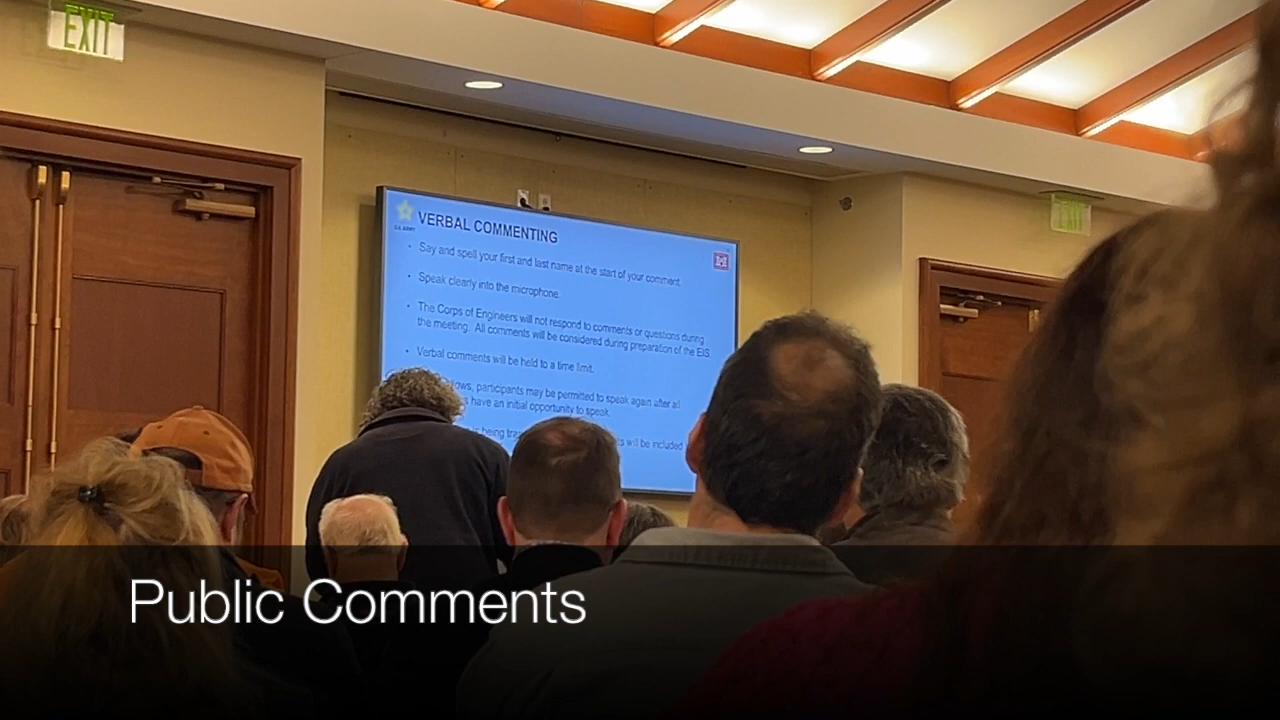 EXIT
U.S. ARMY
VERBAL COMMENTING
• Say and spell your first and last name at the start of your comment.
• Speak clearly into the microphone.
• The Corps of Engineers will not respond to comments or questions during
the meeting. All comments will be considered during preparation of the EIS.
• Verbal comments will be held to a time limit.
participants may be permitted to speak again after all
have an initial opportunity to speak.
being
will be included
Public Comments